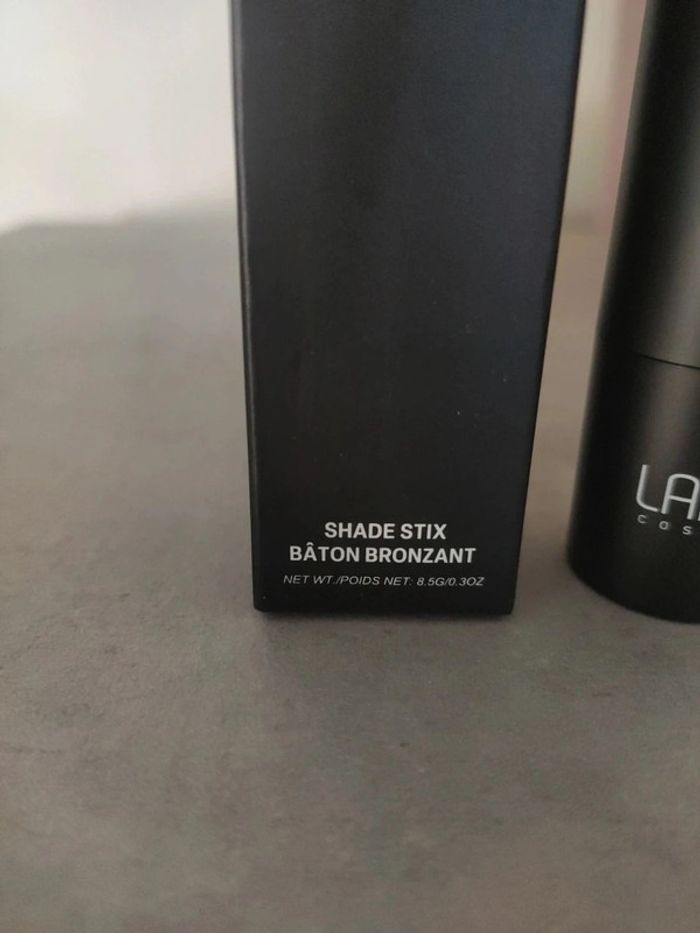 SHADE STIX
BÂTON BRONZANT
NET WT./POIDS NET: 8.5G/0.3OZ